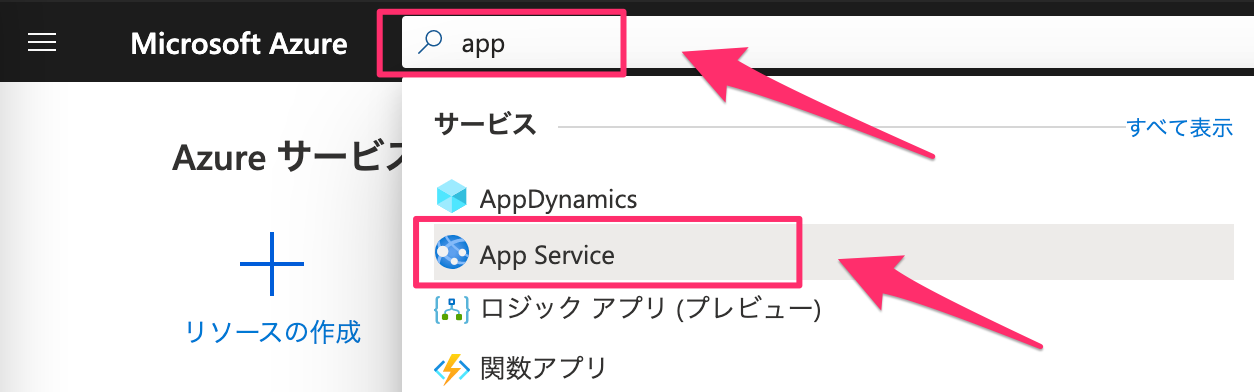 Microsoft Azure
app
サービス
すべて表示
Azure サービス
AppDynamics
App Service
リソースの作成
ロジック アプリ (プレビュー)
関数アプリ